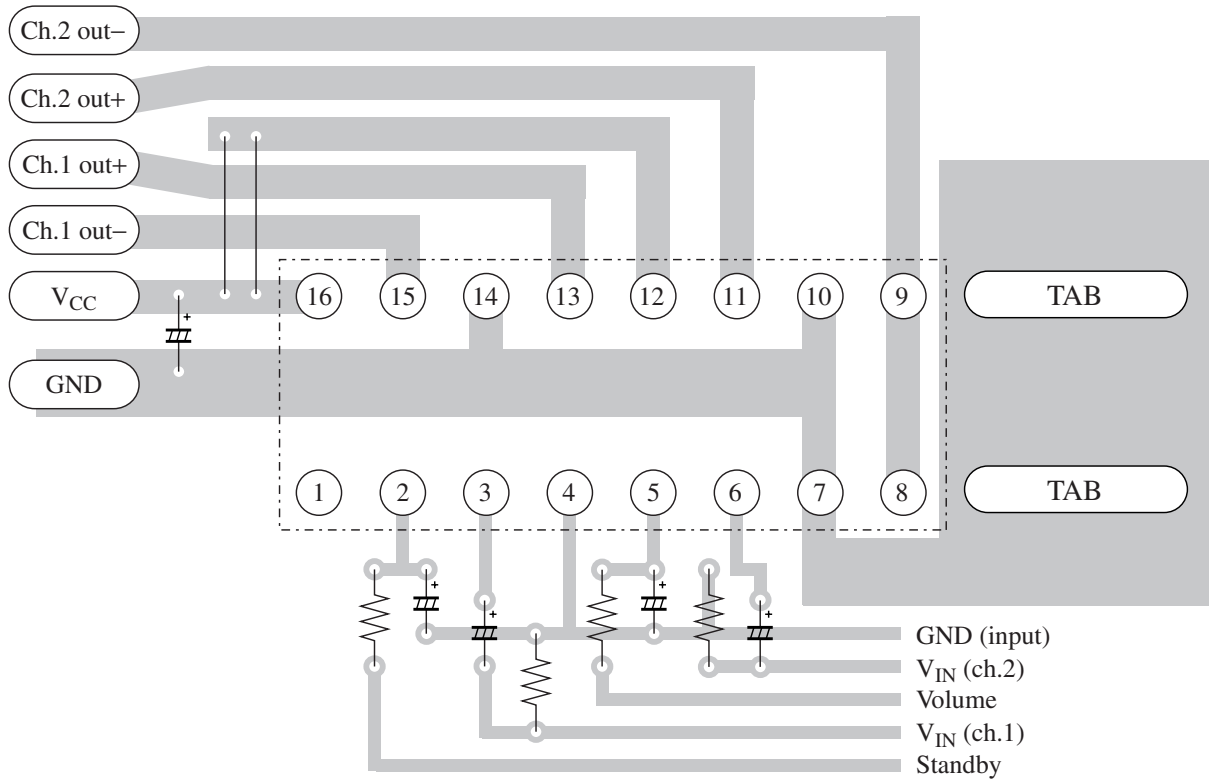 Ch.2 out−
Ch.2 out+
Ch.1 out+
Ch.1 out−
VCC
GND
16 15 14 13 12 11 10 9
TAB
+
1 2 3 4 5 6 7 8
TAB
+ + + +
GND (input)
VIN (ch.2)
Volume
VIN (ch.1)
Standby